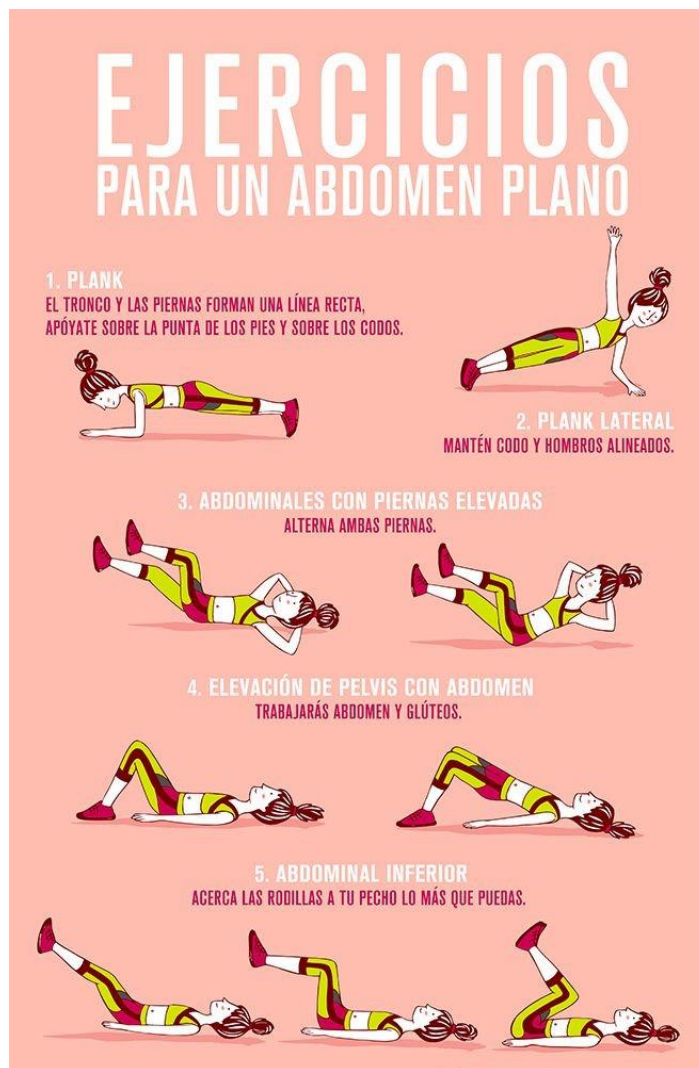 EJERCICIOS
PARA UN ABDOMEN PLANO
1. PLANK
EL TRONCO Y LAS PIERNAS FORMAN UNA LÍNEA RECTA,
APÓYATE SOBRE LA PUNTA DE LOS PIES Y SOBRE LOS CODOS.
2. PLANK LATERAL
MANTÉN CODO Y HOMBROS ALINEADOS.
3. ABDOMINALES CON PIERNAS ELEVADAS
ALTERNA AMBAS PIERNAS.
4. ELEVACIÓN DE PELVIS CON ABDOMEN
TRABAJARÁS ABDOMEN Y GLÚTEOS.
5. ABDOMINAL INFERIOR
ACERCA LAS RODILLAS A TU PECHO LO MÁS QUE PUEDAS.